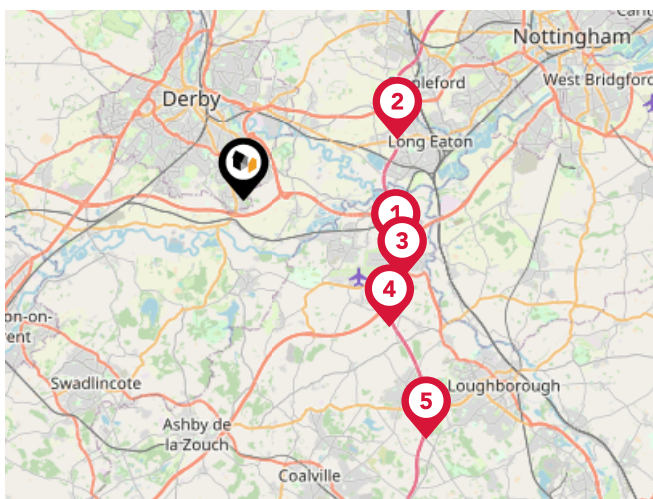 Nottingham
West Bridgford
Derby
2
Long Eaton
1
3
4
Swadlincote
Loughborough
5
Ashby de
la Zouch
Coalville